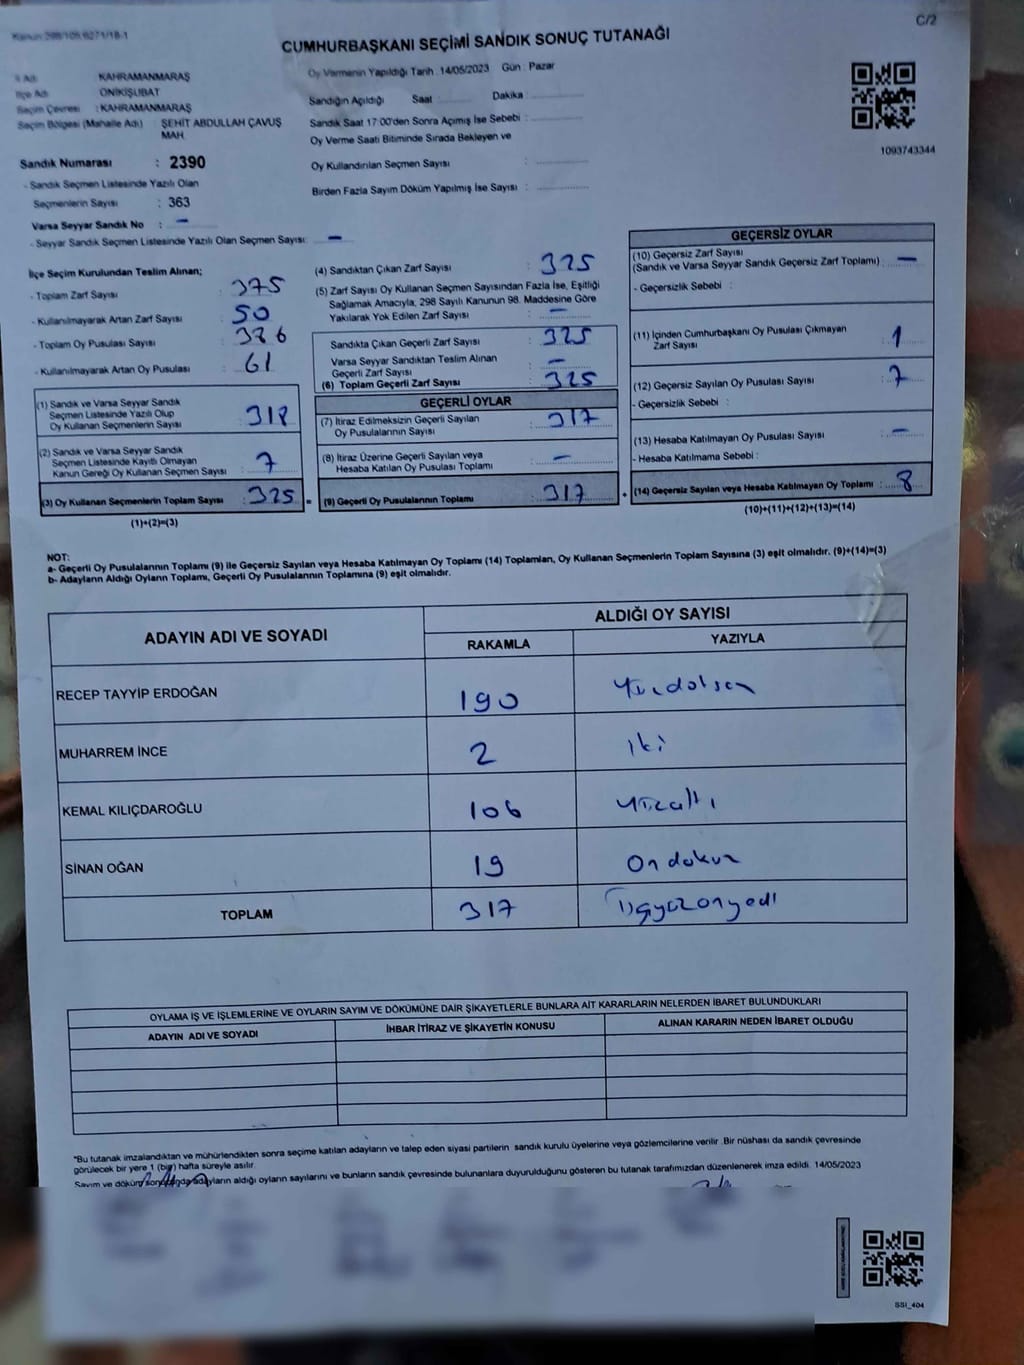 C/2
CUMHURBAŞKANI SEÇİMİ SANDIK SONUÇ TUTANAĞI
Oy Vermenin Yapıldığı Tarih : 14/05/2023 Gün : Pazar
İl Adı KAHRAMANMARAŞ
İlçe Adı ONİKİŞUBAT
Seçim Çevresi : KAHRAMANMARAŞ
Seçim Bölgesi (Mahalle Adı) : ŞEHİT ABDULLAH ÇAVUŞ
MAH
Sandık Numarası : 2390
- Sandık Seçmen Listesinde Yazılı Olan
Seçmenlerin Sayısı : 363
Varsa Seyyar Sandık No : –
- Seyyar Sandık Seçmen Listesinde Yazılı Olan Seçmen Sayısı : –
Sandığın Açıldığı Saat : Dakika :
Sandık Saat 17:00'den Sonra Açımış İse Sebebi :
Oy Verme Saati Bitiminde Sırada Bekleyen ve
Oy Kullandırılan Seçmen Sayısı :
Birden Fazla Sayım Döküm Yapılmış İse Sayısı :
1093743344
İlçe Seçim Kurulundan Teslim Alınan;
- Toplam Zarf Sayısı : 375
- Kullanılmayarak Artan Zarf Sayısı : 50
- Toplam Oy Pusulası Sayısı : 386
- Kullanılmayarak Artan Oy Pusulası : 61
(1) Sandık ve Varsa Seyyar Sandık
Seçmen Listesinde Yazılı Olup
Oy Kullanan Seçmenlerin Sayısı : 318
(2) Sandık ve Varsa Seyyar Sandık
Seçmen Listesinde Kayıtlı Olmayan
Kanun Gereği Oy Kullanan Seçmen Sayısı : 7
(3) Oy Kullanan Seçmenlerin Toplam Sayısı : 325 =
(1)+(2)=(3)
(4) Sandıktan Çıkan Zarf Sayısı : 325
(5) Zarf Sayısı Oy Kullanan Seçmen Sayısından Fazla İse, Eşitliği
Sağlamak Amacıyla, 298 Sayılı Kanunun 98. Maddesine Göre
Yakılarak Yok Edilen Zarf Sayısı : –
Sandıkta Çıkan Geçerli Zarf Sayısı : 325
Varsa Seyyar Sandıktan Teslim Alınan
Geçerli Zarf Sayısı : –
(6) Toplam Geçerli Zarf Sayısı : 325
GEÇERLİ OYLAR
(7) İtiraz Edilmeksizin Geçerli Sayılan
Oy Pusulalarının Sayısı : 317
(8) İtiraz Üzerine Geçerli Sayılan veya
Hesaba Katılan Oy Pusulası Toplamı : –
(9) Geçerli Oy Pusulalarının Toplamı : 317 +
GEÇERSİZ OYLAR
(10) Geçersiz Zarf Sayısı
(Sandık ve Varsa Seyyar Sandık Geçersiz Zarf Toplamı) : –
- Geçersizlik Sebebi :
(11) İçinden Cumhurbaşkanı Oy Pusulası Çıkmayan
Zarf Sayısı : 1
(12) Geçersiz Sayılan Oy Pusulası Sayısı : 7
- Geçersizlik Sebebi :
(13) Hesaba Katılmayan Oy Pusulası Sayısı : –
- Hesaba Katılmama Sebebi :
(14) Geçersiz Sayılan veya Hesaba Katılmayan Oy Toplamı : 8
(10)+(11)+(12)+(13)=(14)
NOT:
a- Geçerli Oy Pusulalarının Toplamı (9) ile Geçersiz Sayılan veya Hesaba Katılmayan Oy Toplamı (14) Toplamları, Oy Kullanan Seçmenlerin Toplam Sayısına (3) eşit olmalıdır. (9)+(14)=(3)
b- Adayların Aldığı Oyların Toplamı, Geçerli Oy Pusulalarının Toplamına (9) eşit olmalıdır.
ADAYIN ADI VE SOYADI
ALDIĞI OY SAYISI
RAKAMLA YAZIYLA
RECEP TAYYİP ERDOĞAN 190
MUHARREM İNCE 2 iki
KEMAL KILIÇDAROĞLU 106 yüzaltı
SİNAN OĞAN 19 Ondokuz
TOPLAM 317 Üçyüzonyedi
OYLAMA İŞ VE İŞLEMLERİNE VE OYLARIN SAYIM VE DÖKÜMÜNE DAİR ŞİKAYETLERLE BUNLARA AİT KARARLARIN NELERDEN İBARET BULUNDUKLARI
ADAYIN ADI VE SOYADI İHBAR İTİRAZ VE ŞİKAYETİN KONUSU ALINAN KARARIN NEDEN İBARET OLDUĞU
*Bu tutanak imzalandıktan ve mühürlendikten sonra seçime katılan adayların ve talep eden siyasi partilerin sandık kurulu üyelerine veya gözlemcilerine verilir. Bir nüshası da sandık çevresinde
görülecek bir yere 1 (bir) hafta süreyle asılır.
Sayım ve döküm sonrasında adayların aldığı oyların sayılarını ve bunların sandık çevresinde bulunanlara duyurulduğunu gösteren bu tutanak tarafımızdan düzenlenerek imza edildi. 14/05/2023
SSI_404